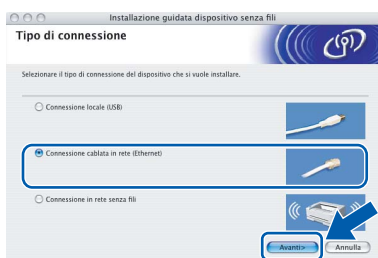 Installazione guidata dispositivo senza fili
Tipo di connessione
Selezionare il tipo di connessione del dispositivo che si vuole installare.
Connessione locale (USB)
Connessione cablata in rete (Ethernet)
Connessione in rete senza fili
Avanti> Annulla